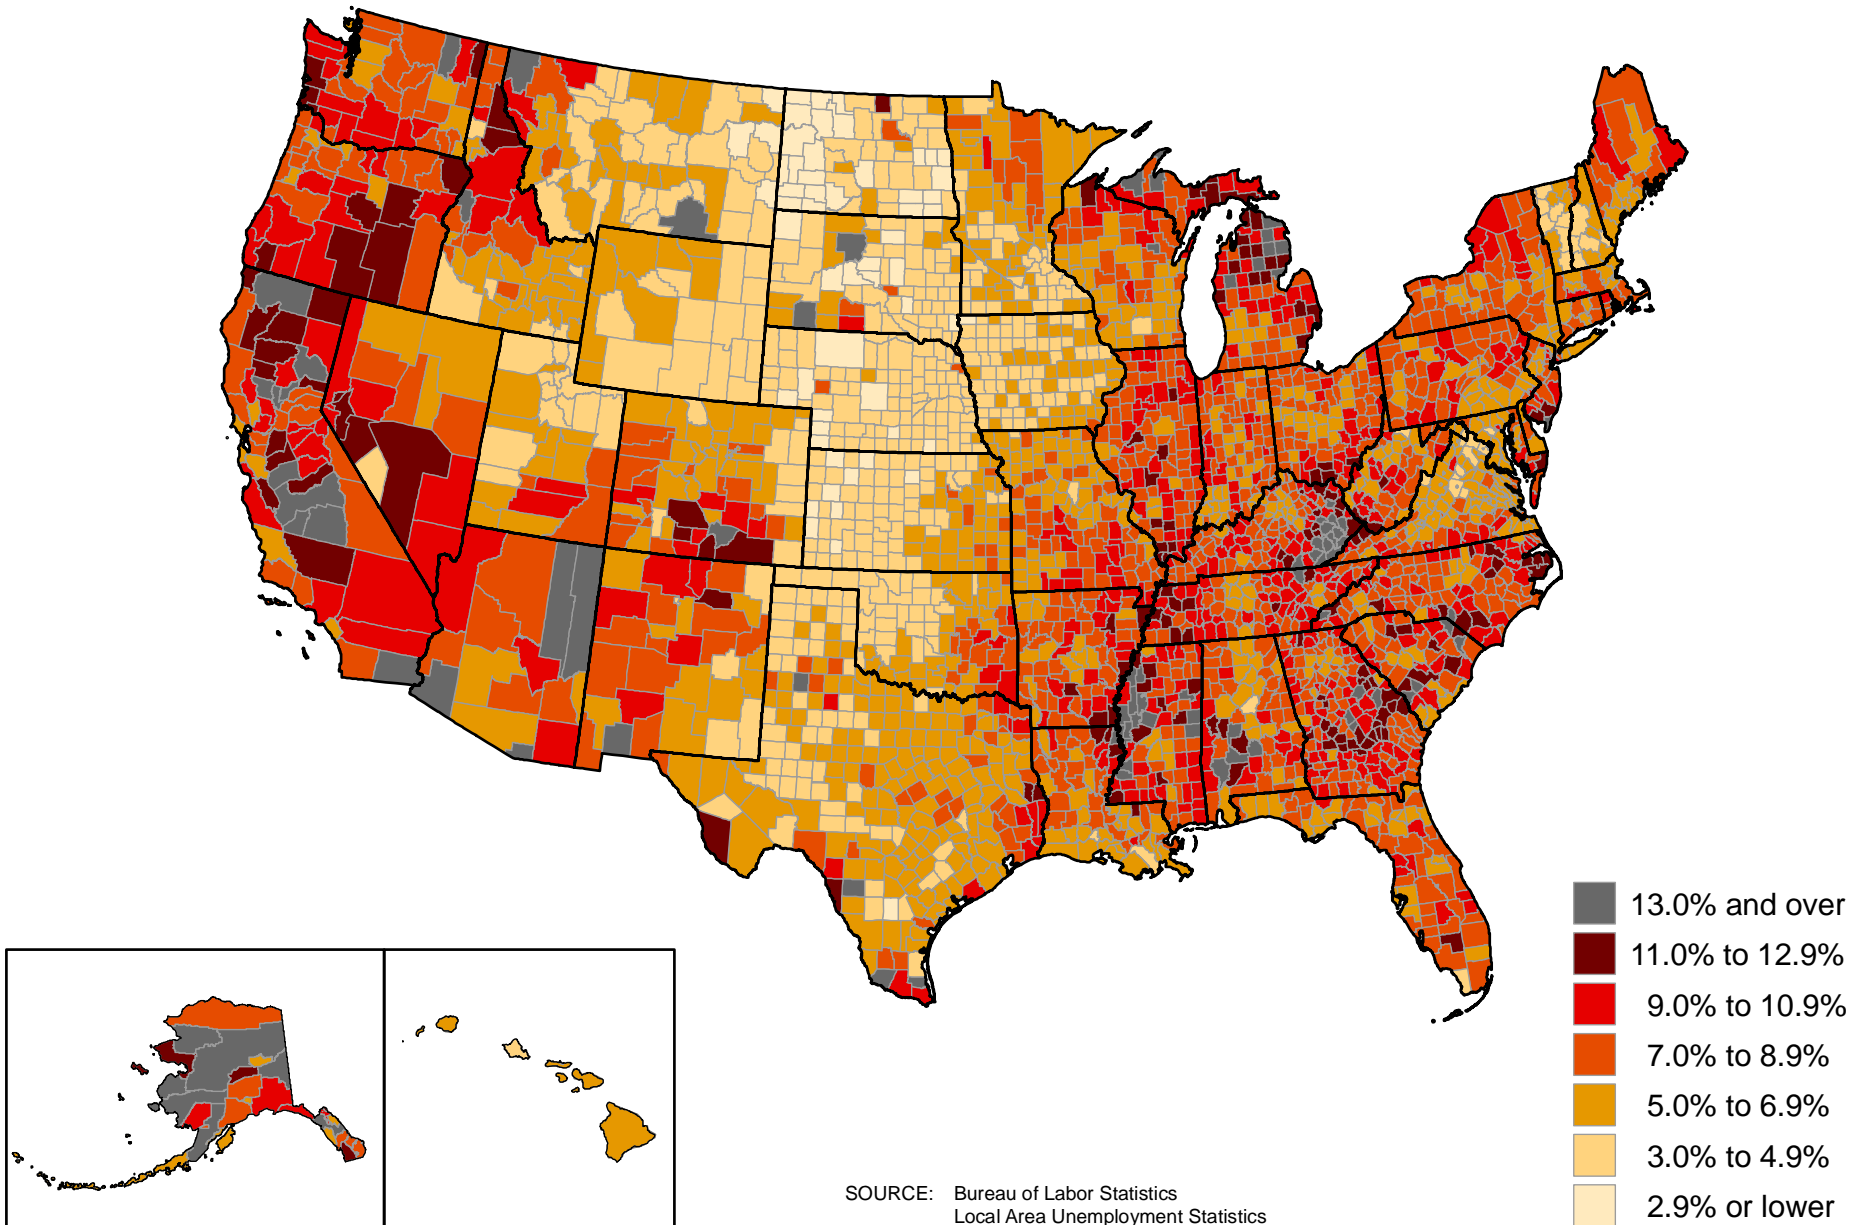 13.0% and over
11.0% to 12.9%
9.0% to 10.9%
7.0% to 8.9%
5.0% to 6.9%
3.0% to 4.9%
2.9% or lower
SOURCE: Bureau of Labor Statistics
Local Area Unemployment Statistics